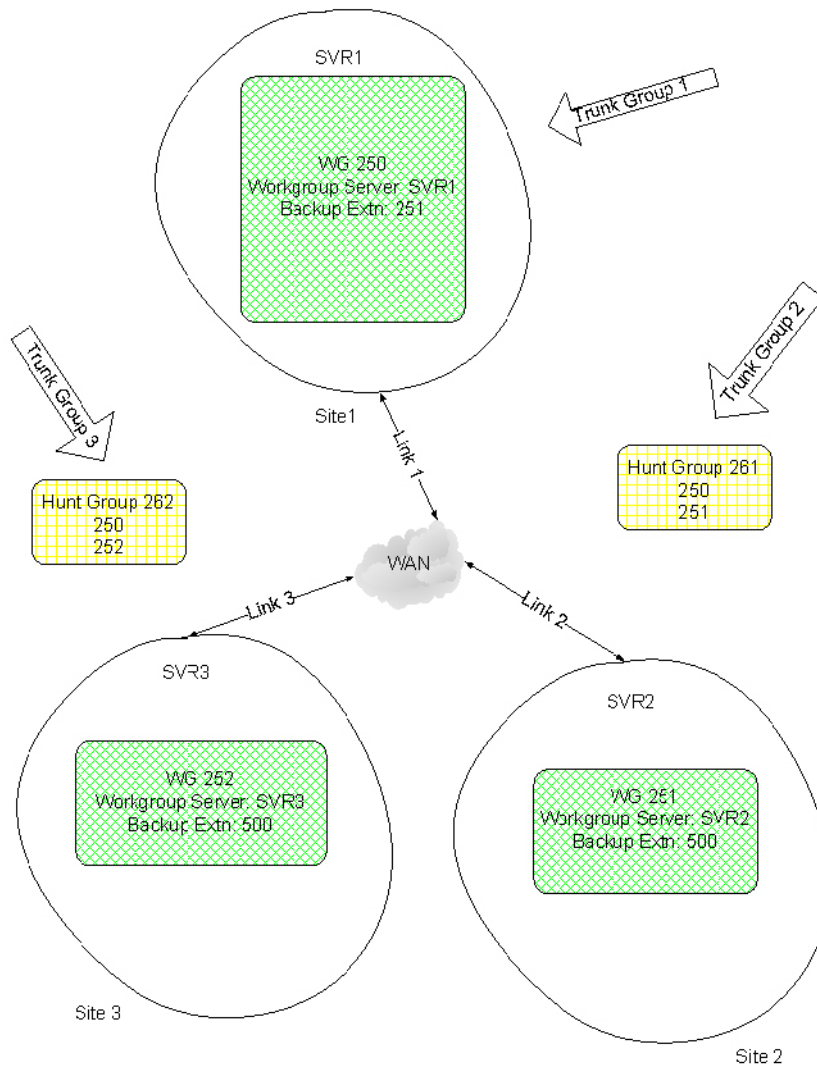 SVR1
Trunk Group 1
WG 250
Workgroup Server: SVR1
Backup Extn: 251
Trunk Group 2
Trunk Group 3
Site1
Link 1
Hunt Group 261
250
251
Hunt Group 262
250
252
WAN
Link 3
Link 2
SVR3
SVR2
WG 252
Workgroup Server: SVR3
Backup Extn: 500
WG 251
Workgroup Server: SVR2
Backup Extn: 500
Site 3
Site 2